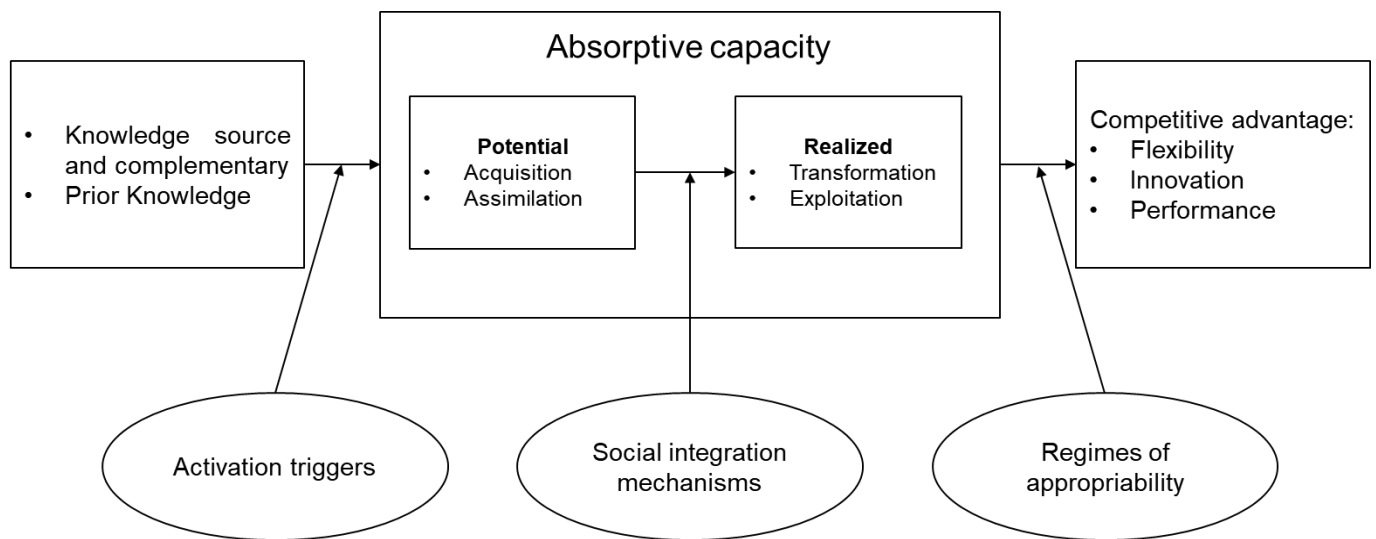 Absorptive capacity
• Knowledge source
and complementary
• Prior Knowledge
Potential
• Acquisition
• Assimilation
Realized
• Transformation
• Exploitation
Competitive advantage:
• Flexibility
• Innovation
• Performance
Activation triggers
Social integration
mechanisms
Regimes of
appropriability